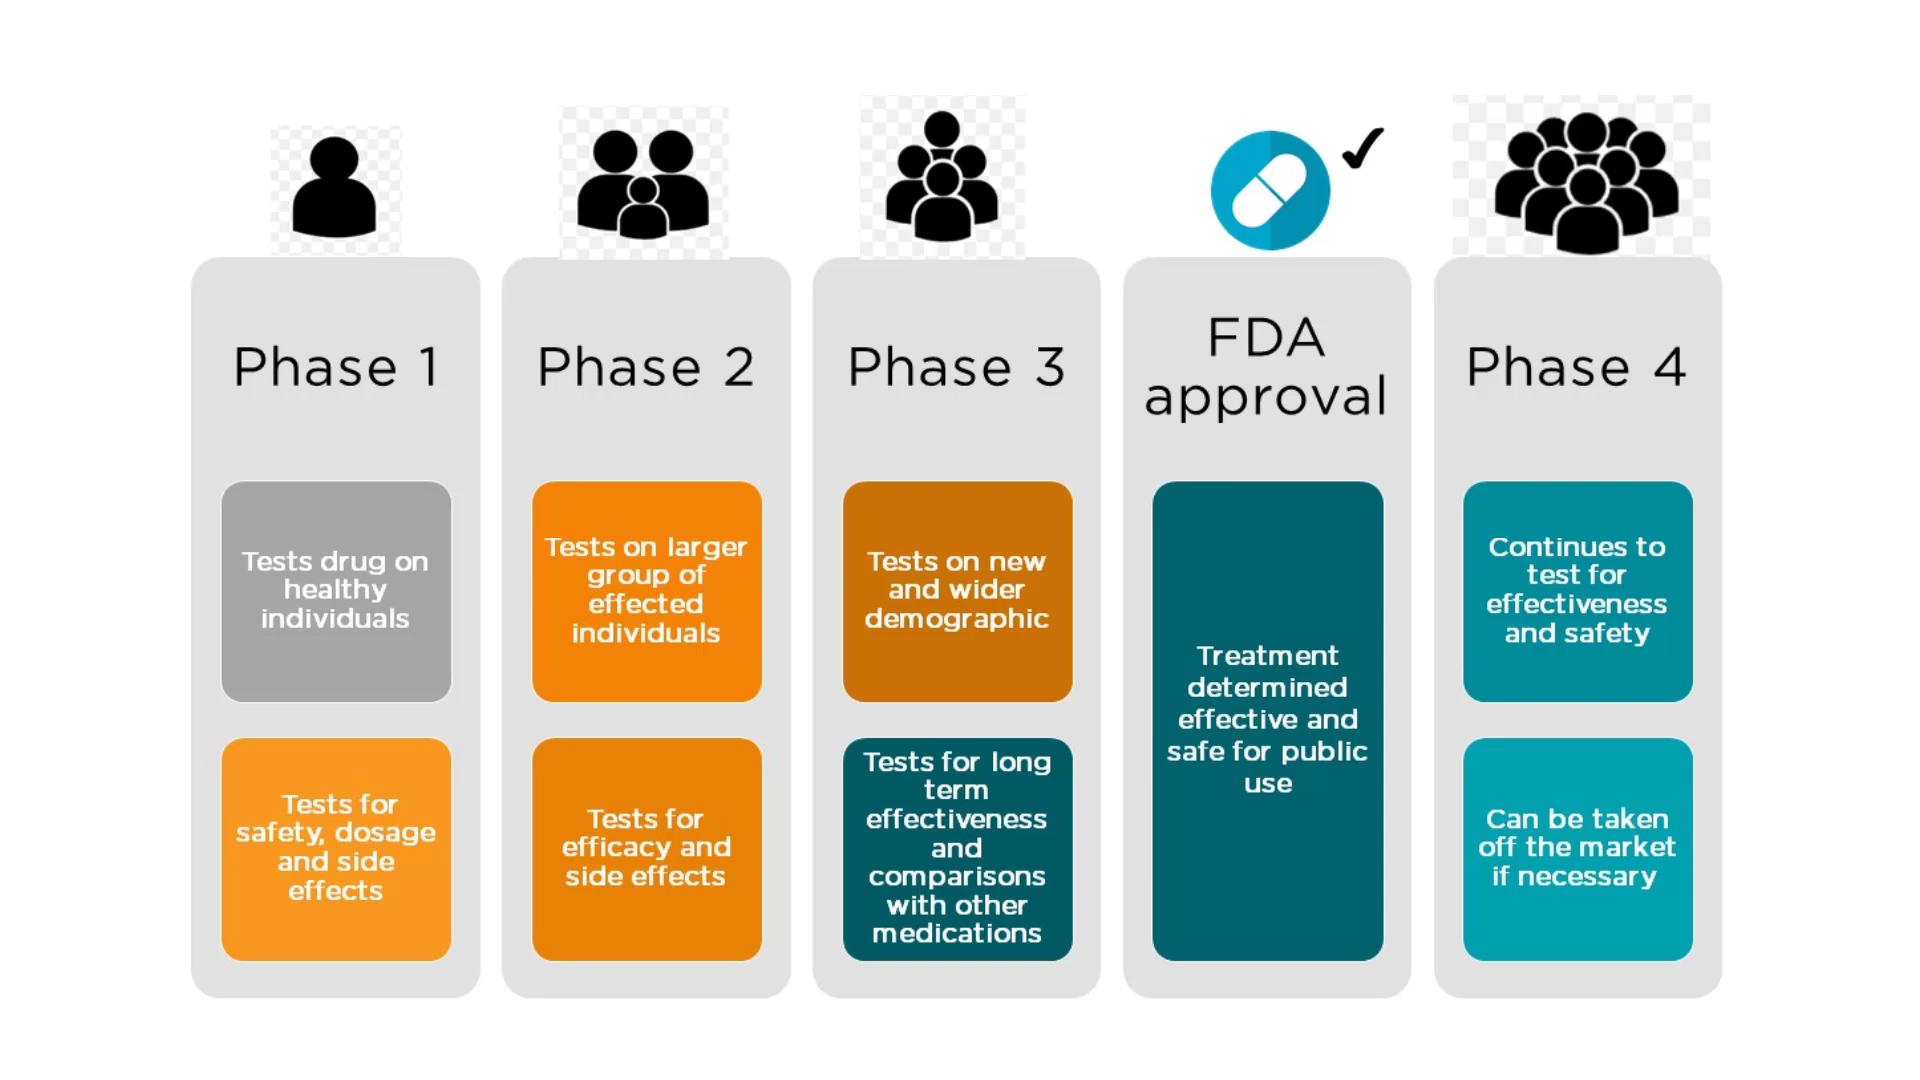 Phase 1
Tests drug on
healthy
individuals
Tests for
safety, dosage
and side
effects
Phase 2
Tests on larger
group of
effected
individuals
Tests for
efficacy and
side effects
Phase 3
Tests on new
and wider
demographic
Tests for long
term
effectiveness
and
comparisons
with other
medications
FDA
approval
Treatment
determined
effective and
safe for public
use
Phase 4
Continues to
test for
effectiveness
and safety
Can be taken
off the market
if necessary